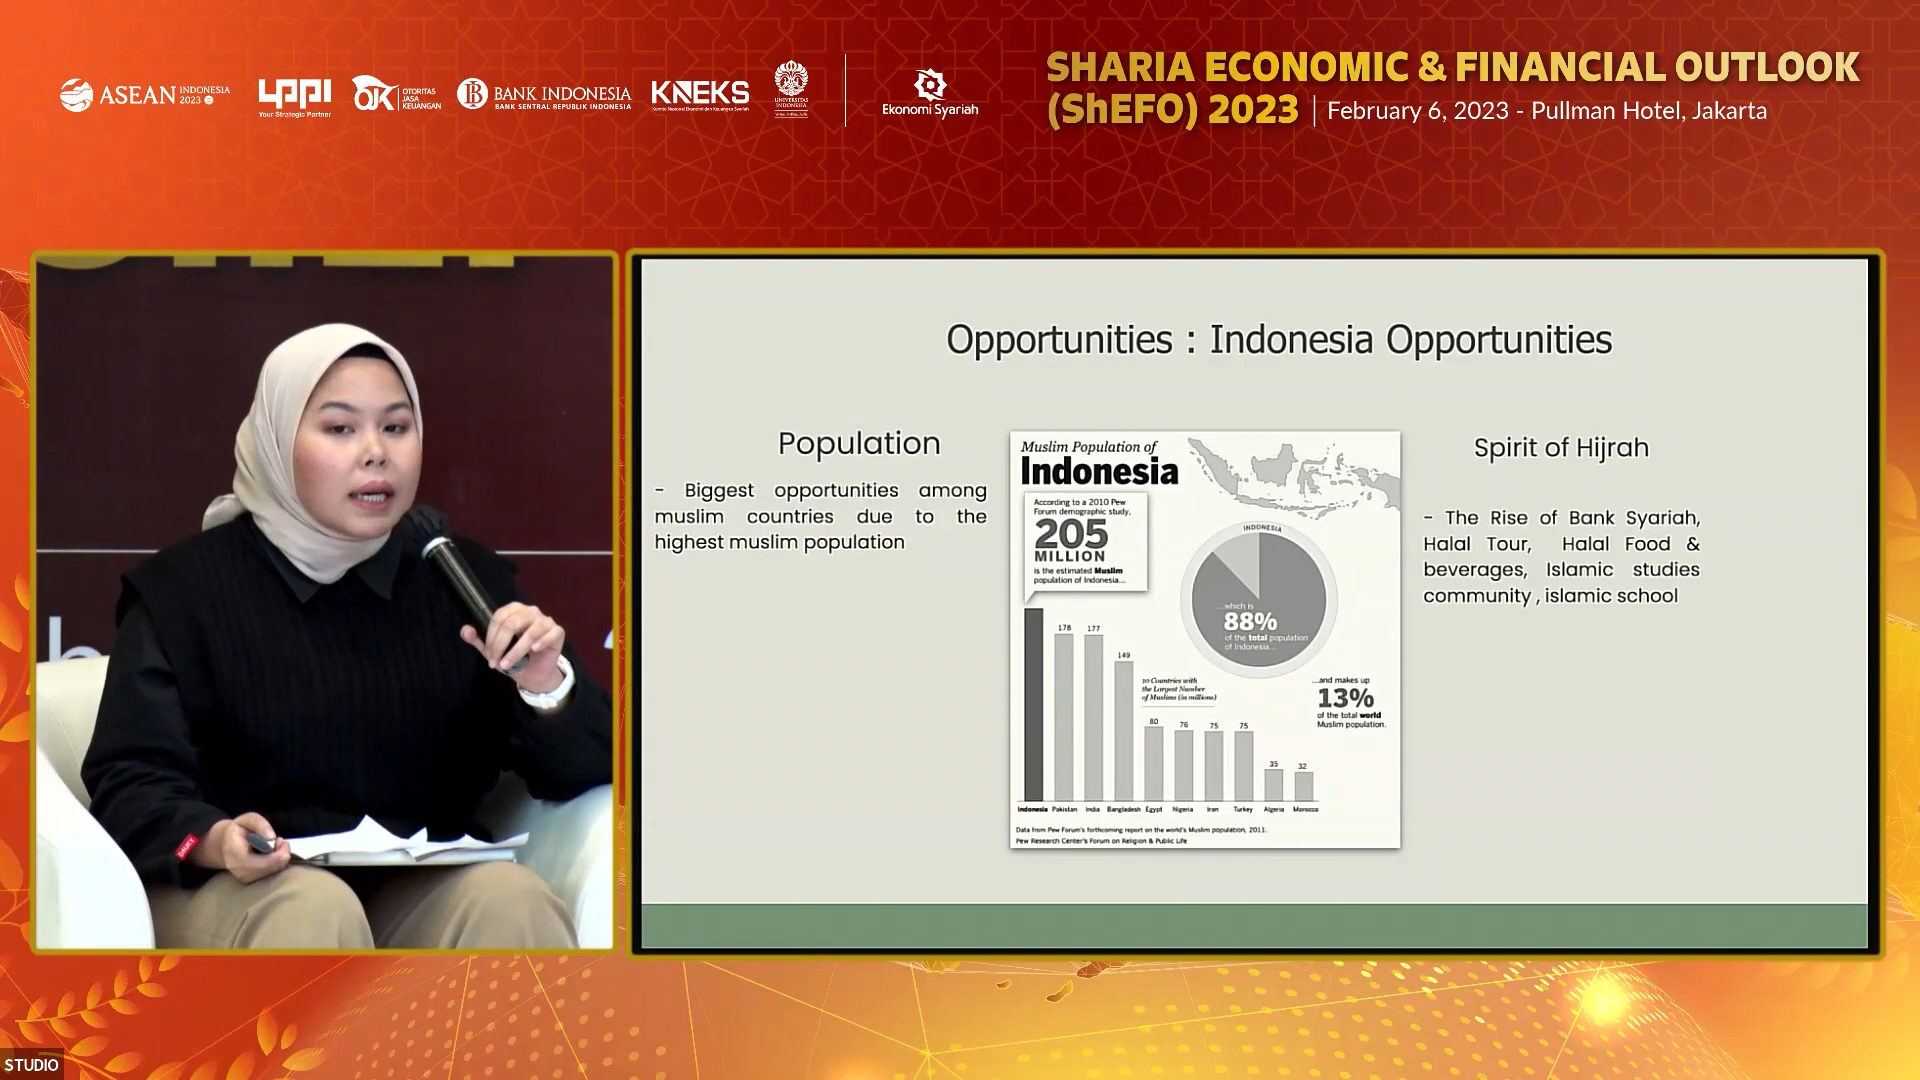 ASEAN INDONESIA 2023
LPPI
Your Strategic Partner
OJK OTORITAS JASA KEUANGAN
BANK INDONESIA
BANK SENTRAL REPUBLIK INDONESIA
KNEKS
Komite Nasional Ekonomi dan Keuangan Syariah
UNIVERSITAS INDONESIA
Ekonomi Syariah
SHARIA ECONOMIC & FINANCIAL OUTLOOK
(ShEFO) 2023
February 6, 2023 - Pullman Hotel, Jakarta
Opportunities : Indonesia Opportunities
Population
- Biggest opportunities among
muslim countries due to the
highest muslim population
Muslim Population of
Indonesia
According to a 2010 Pew
Forum demographic study,
205
MILLION
is the estimated Muslim
population of Indonesia...
INDONESIA
...which is
88%
of the total population
of Indonesia...
...and makes up
13%
of the total world
Muslim population.
10 Countries with
the Largest Number
of Muslims (in millions)
178 177 149 80 76 75 75 35 32
Indonesia Pakistan India Bangladesh Egypt Nigeria Iran Turkey Algeria Morocco
Data from Pew Forum's forthcoming report on the world's Muslim population, 2011.
Pew Research Center's Forum on Religion & Public Life
Spirit of Hijrah
- The Rise of Bank Syariah,
Halal Tour, Halal Food &
beverages, Islamic studies
community , islamic school
STUDIO